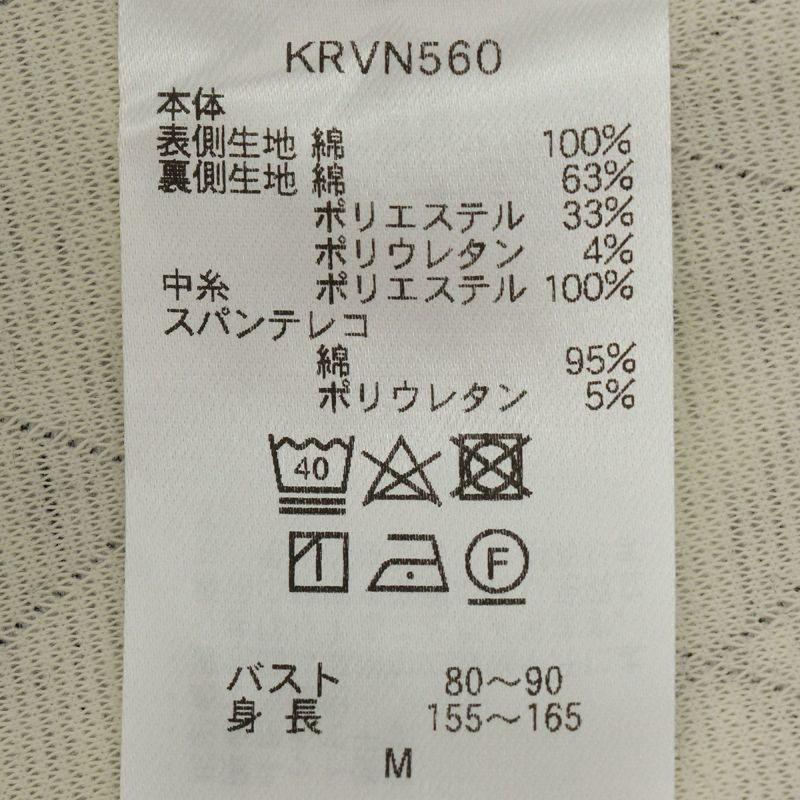 KRVN560
本体
表側生地 綿 100%
裏側生地 綿 63%
ポリエステル 33%
ポリウレタン 4%
中糸 ポリエステル 100%
スパンテレコ
綿 95%
ポリウレタン 5%
40
F
バスト 80～90
身長 155～165
M